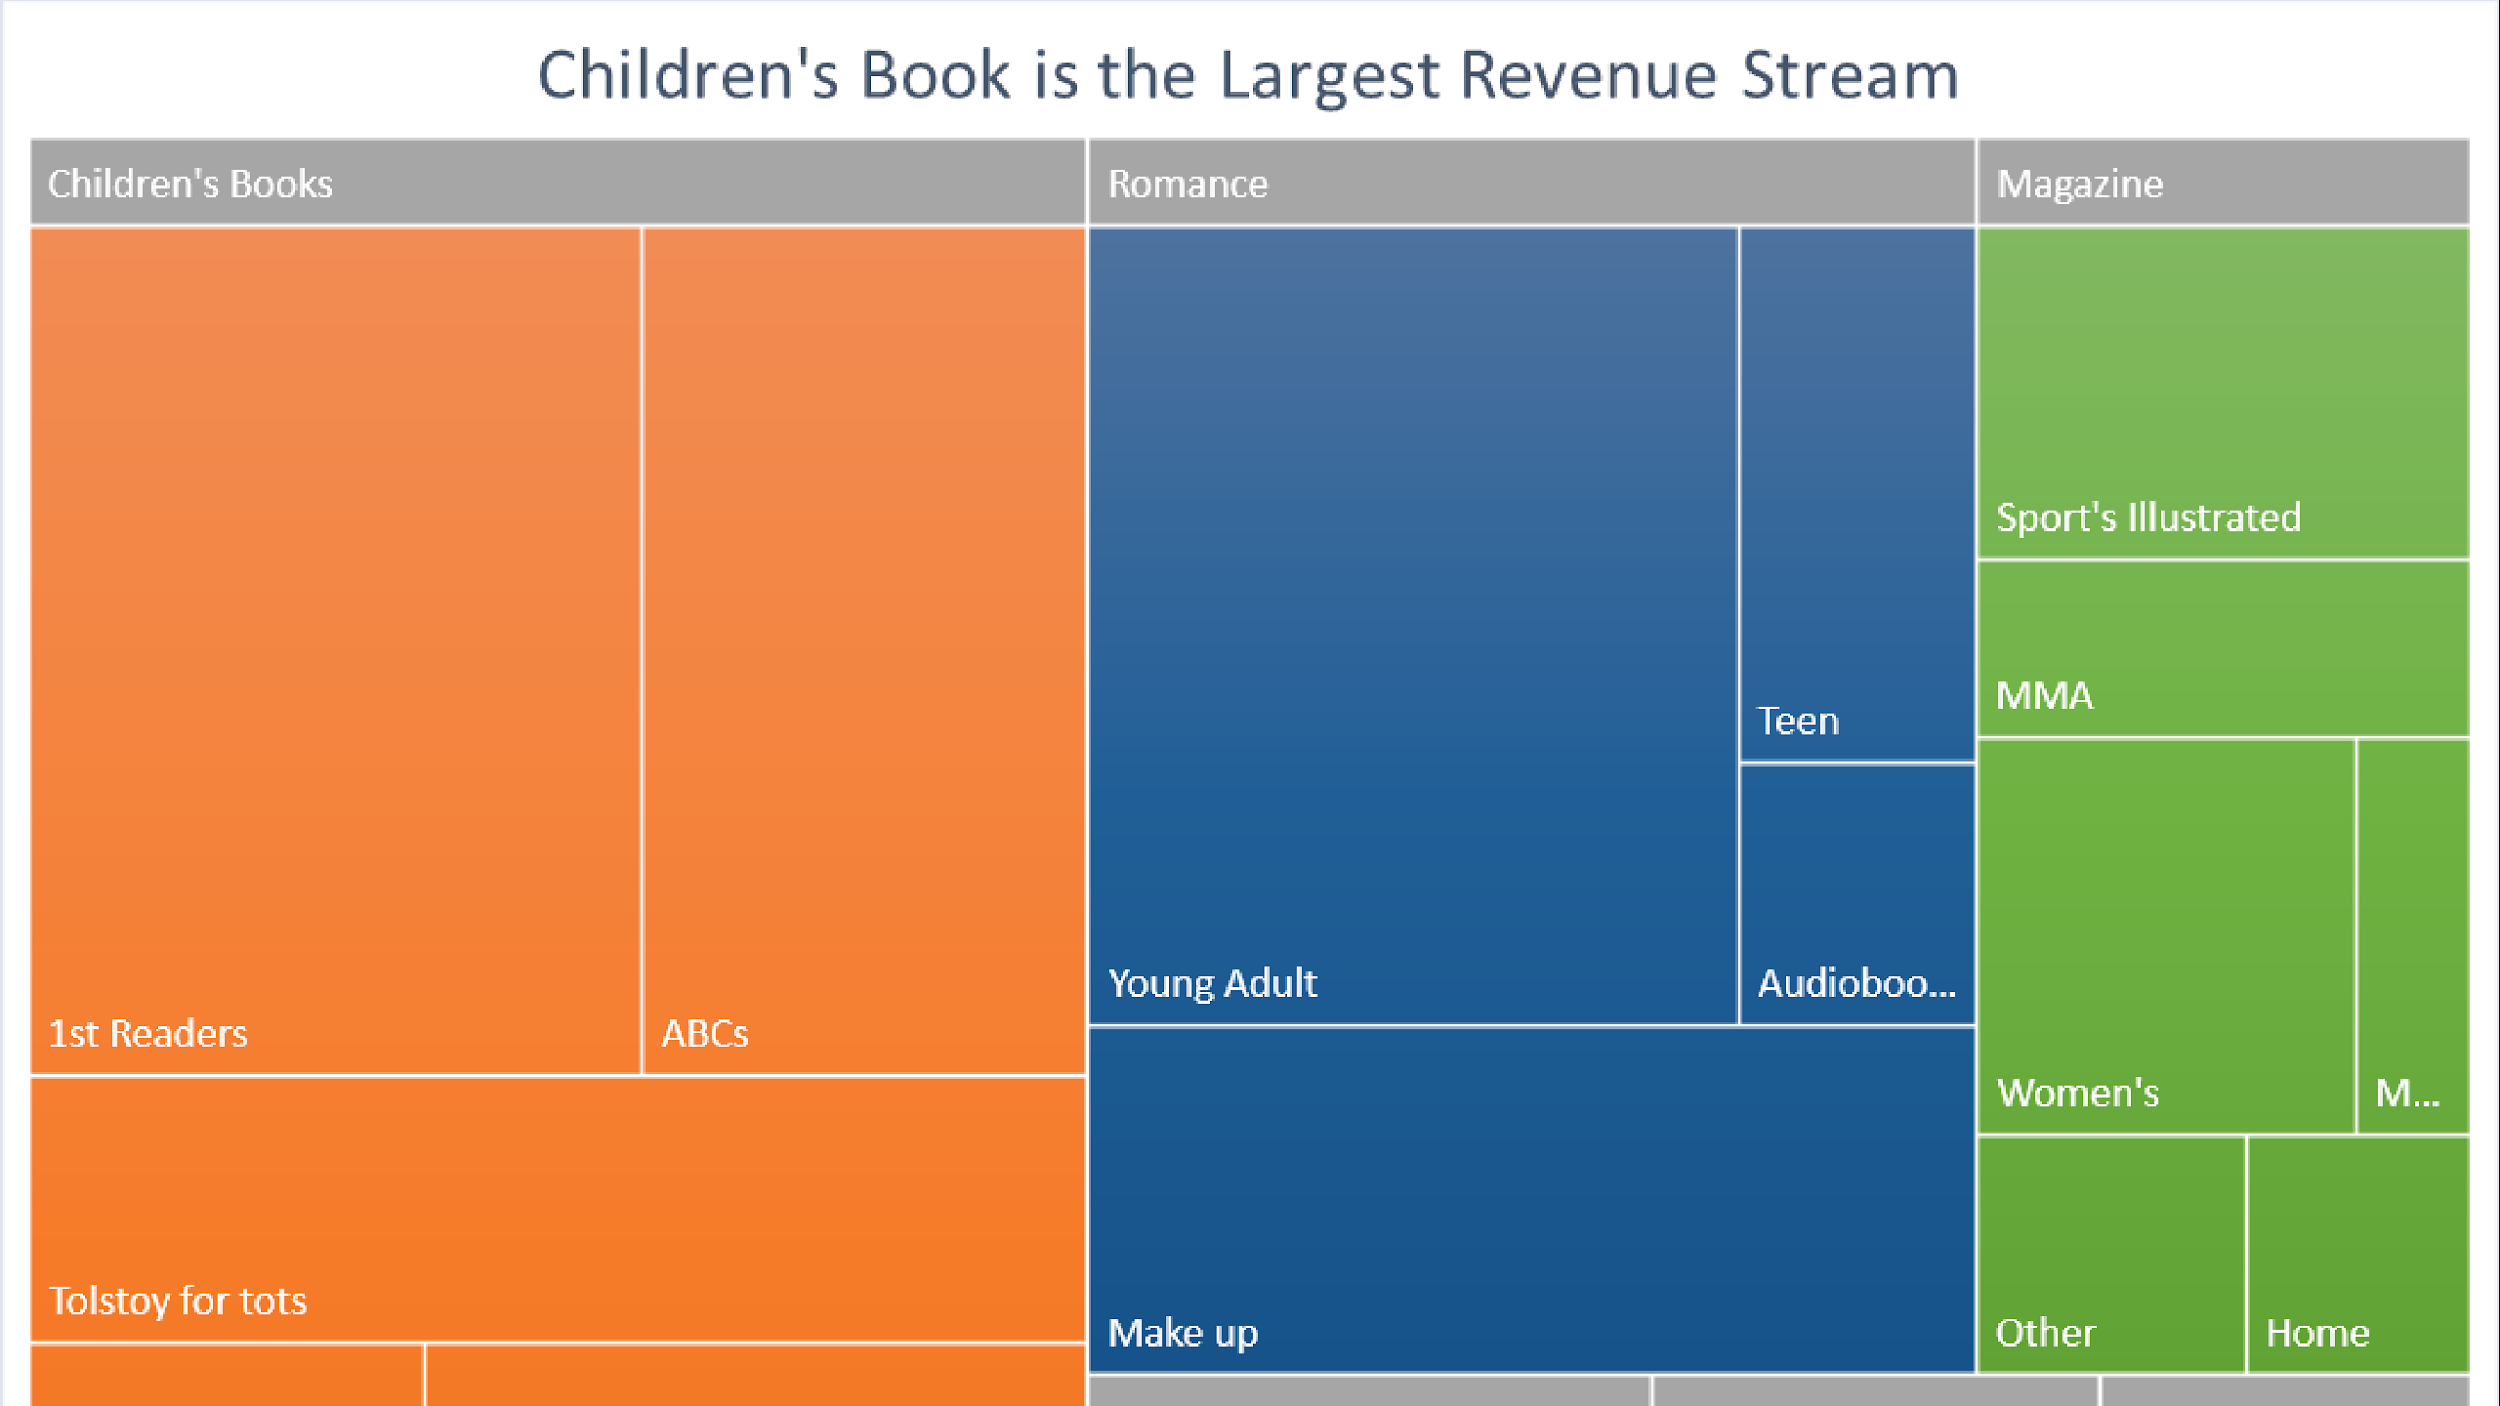 Children's Book is the Largest Revenue Stream
Children's Books
Romance
Magazine
1st Readers
ABCs
Tolstoy for tots
Young Adult
Teen
Audioboo...
Make up
Sport's Illustrated
MMA
Women's
M...
Other
Home